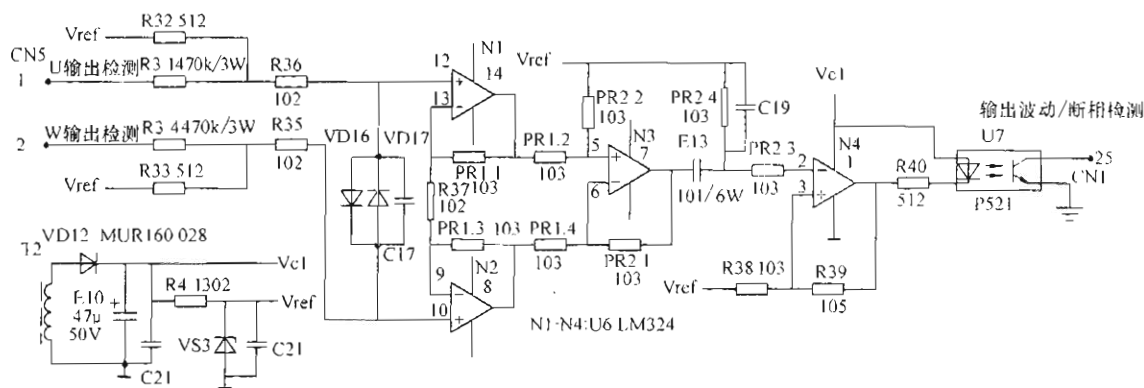 R32 512
Vref
CN5
1
U输出检测
R3 1470k/3W
R36
102
2
W输出检测
R3 4470k/3W
R35
102
Vref
R33 512
VD16
VD17
C17
12
13
N1
14
PR1.1
103
R37
102
PR1.3
103
9
10
N2
8
PR1.2
103
PR1.4
103
Vref
PR2 2
103
5
6
N3
7
PR2 1
103
PR2 4
103
C19
E13
101/6W
PR2 3
103
Vc1
2
3
N4
1
R40
512
输出波动/断相检测
U7
P521
25
CN1
Vref
R38 103
R39
105
N1-N4:U6 LM324
VD12 MUR160 028
T2
E10
47μ
50V
C21
R4 1302
VS3
C21
Vc1
Vref